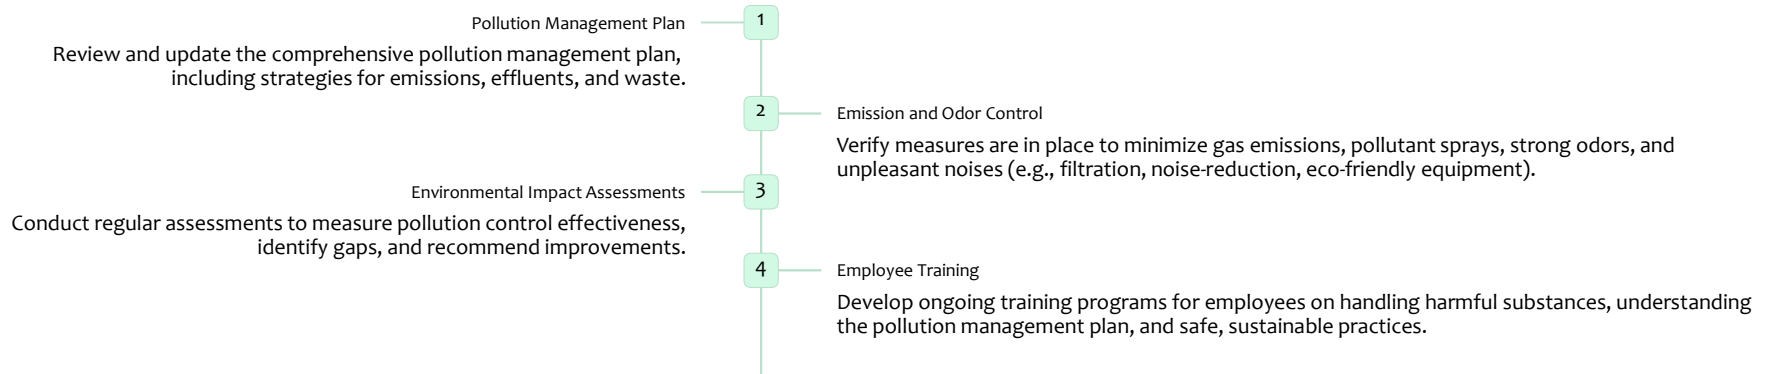 Pollution Management Plan
1
Review and update the comprehensive pollution management plan,
including strategies for emissions, effluents, and waste.
2
Emission and Odor Control
Verify measures are in place to minimize gas emissions, pollutant sprays, strong odors, and
unpleasant noises (e.g., filtration, noise-reduction, eco-friendly equipment).
Environmental Impact Assessments
3
Conduct regular assessments to measure pollution control effectiveness,
identify gaps, and recommend improvements.
4
Employee Training
Develop ongoing training programs for employees on handling harmful substances, understanding
the pollution management plan, and safe, sustainable practices.